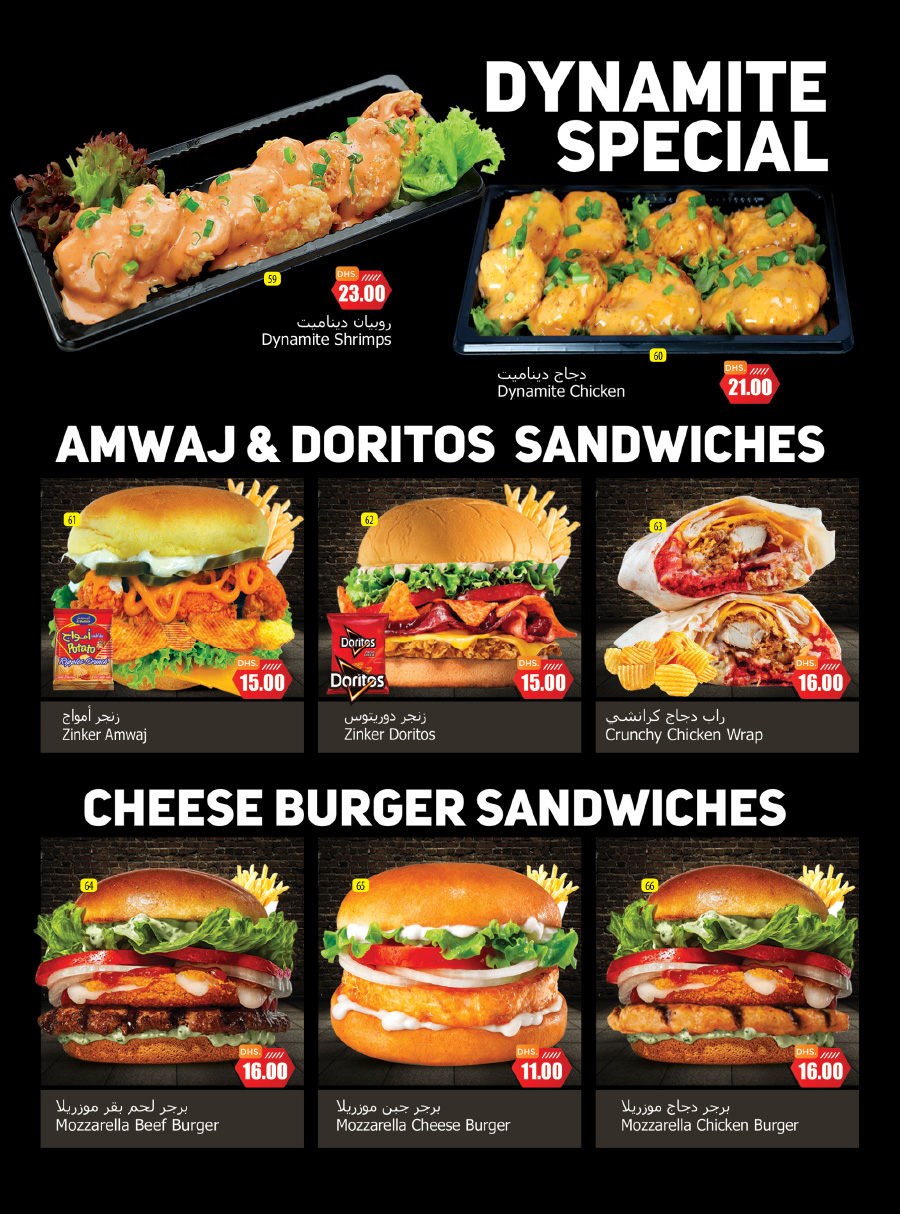 DYNAMITE
SPECIAL
59
DHS.
23.00
روبيان ديناميت
Dynamite Shrimps
60
دجاج ديناميت
Dynamite Chicken
DHS.
21.00
AMWAJ & DORITOS SANDWICHES
61
أمواج
Potato
DHS.
15.00
زنجر أمواج
Zinker Amwaj
62
Doritos
Doritos
DHS.
15.00
زنجر دوريتوس
Zinker Doritos
63
DHS.
16.00
راب دجاج كرانشي
Crunchy Chicken Wrap
CHEESE BURGER SANDWICHES
64
DHS.
16.00
برجر لحم بقر موزريلا
Mozzarella Beef Burger
65
DHS.
11.00
برجر جبن موزريلا
Mozzarella Cheese Burger
66
DHS.
16.00
برجر دجاج موزريلا
Mozzarella Chicken Burger